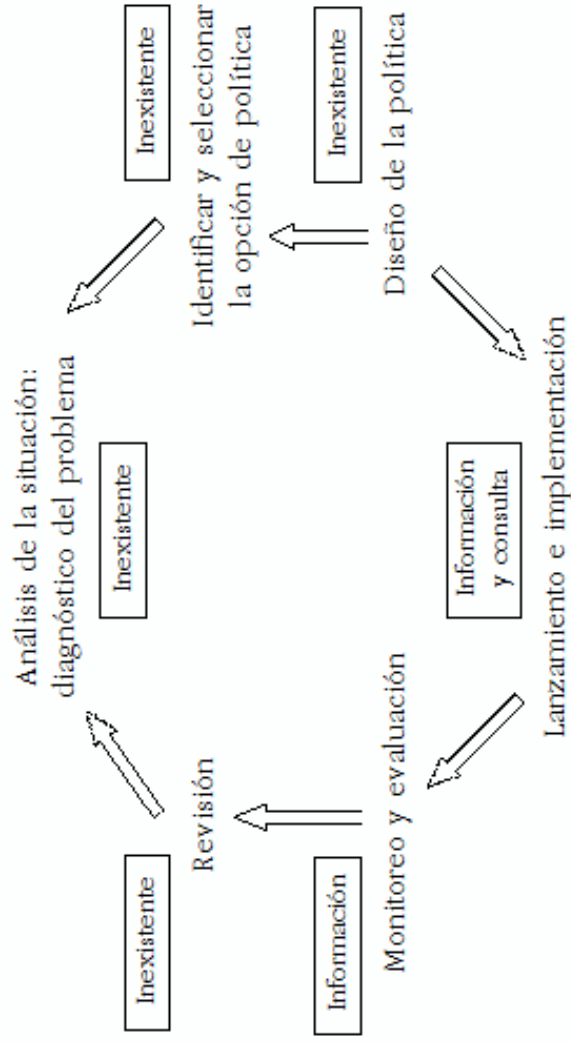 Análisis de la situación:
diagnóstico del problema
Inexistente
Inexistente
Identificar y seleccionar
la opción de política
Inexistente
Diseño de la política
Información
y consulta
Lanzamiento e implementación
Información
Monitoreo y evaluación
Inexistente
Revisión